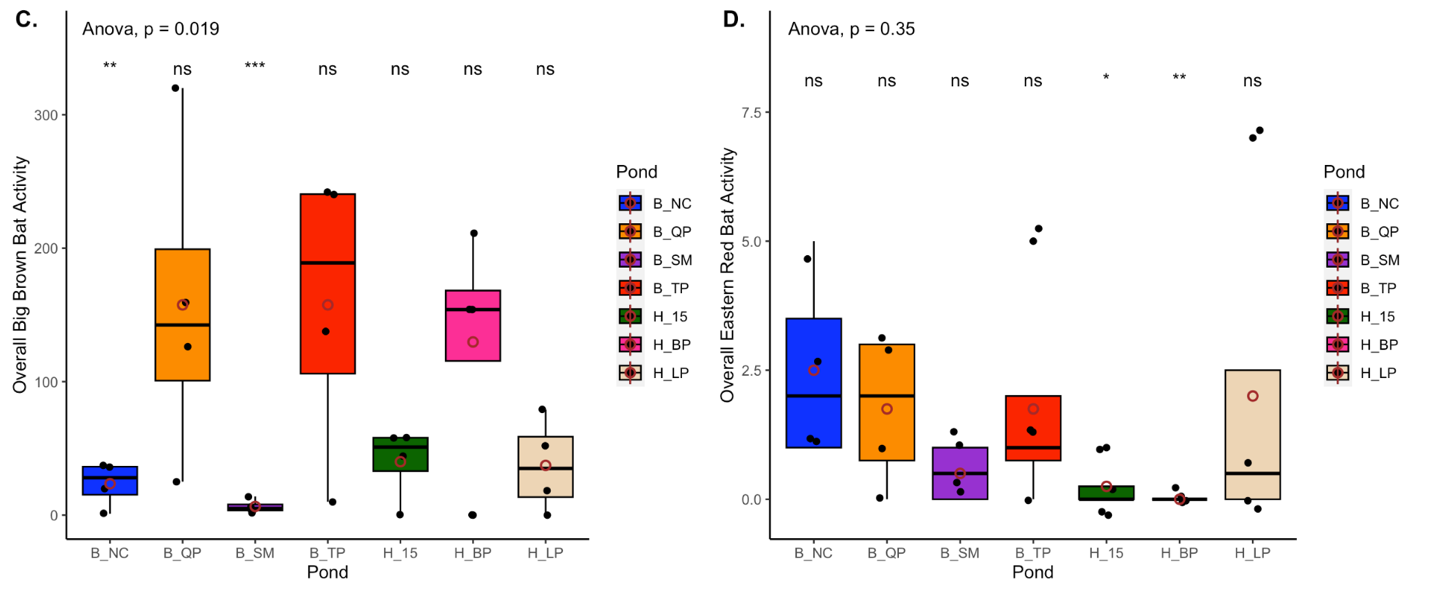 C.
Anova, p = 0.019
** ns *** ns ns ns ns
Overall Big Brown Bat Activity
300
200
100
0
B_NC B_QP B_SM B_TP H_15 H_BP H_LP
Pond
Pond
B_NC
B_QP
B_SM
B_TP
H_15
H_BP
H_LP
D.
Anova, p = 0.35
ns ns ns ns * ** ns
Overall Eastern Red Bat Activity
7.5
5.0
2.5
0.0
B_NC B_QP B_SM B_TP H_15 H_BP H_LP
Pond
Pond
B_NC
B_QP
B_SM
B_TP
H_15
H_BP
H_LP